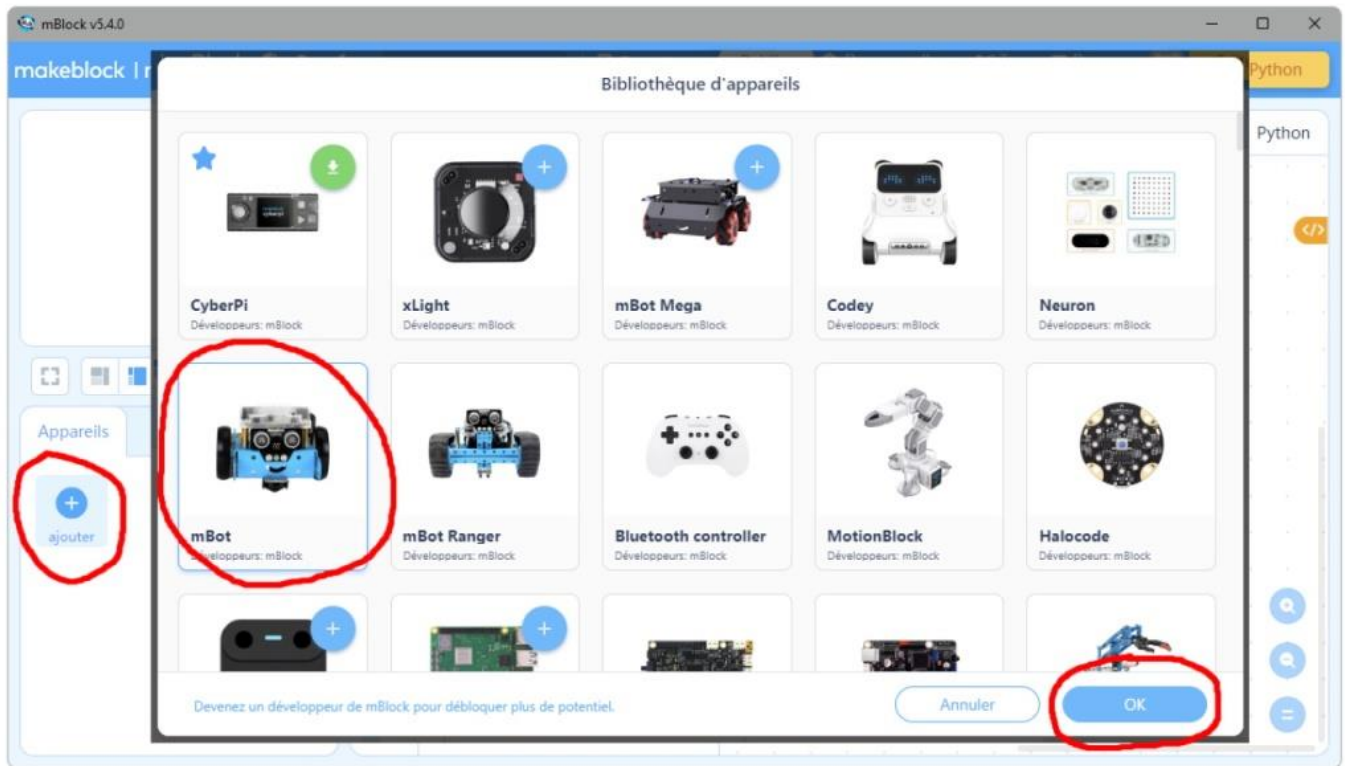 mBlock v5.4.0
makeblock
Python
Bibliothèque d'appareils
Python
CyberPi
Développeurs: mBlock
xLight
Développeurs: mBlock
mBot Mega
Développeurs: mBlock
Codey
Développeurs: mBlock
Neuron
Développeurs: mBlock
Appareils
ajouter
mBot
Développeurs: mBlock
mBot Ranger
Développeurs: mBlock
Bluetooth controller
Développeurs: mBlock
MotionBlock
Développeurs: mBlock
Halocode
Développeurs: mBlock
Devenez un développeur de mBlock pour débloquer plus de potentiel.
Annuler
OK